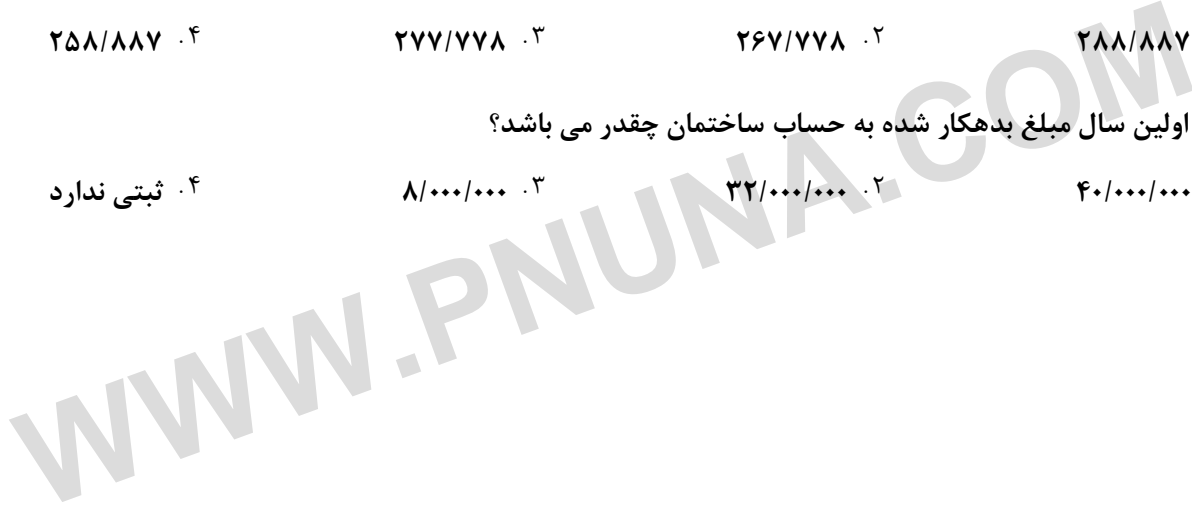 ۲۸۸/۸۸۷ ۲. ۲۶۷/۷۷۸ ۳. ۲۷۷/۷۷۸ ۴. ۲۵۸/۸۸۷
اولین سال مبلغ بدهکار شده به حساب ساختمان چقدر می باشد؟
۴۰/۰۰۰/۰۰۰ ۲. ۳۲/۰۰۰/۰۰۰ ۳. ۸/۰۰۰/۰۰۰ ۴. ثبتی ندارد
WWW.PNUNA.COM